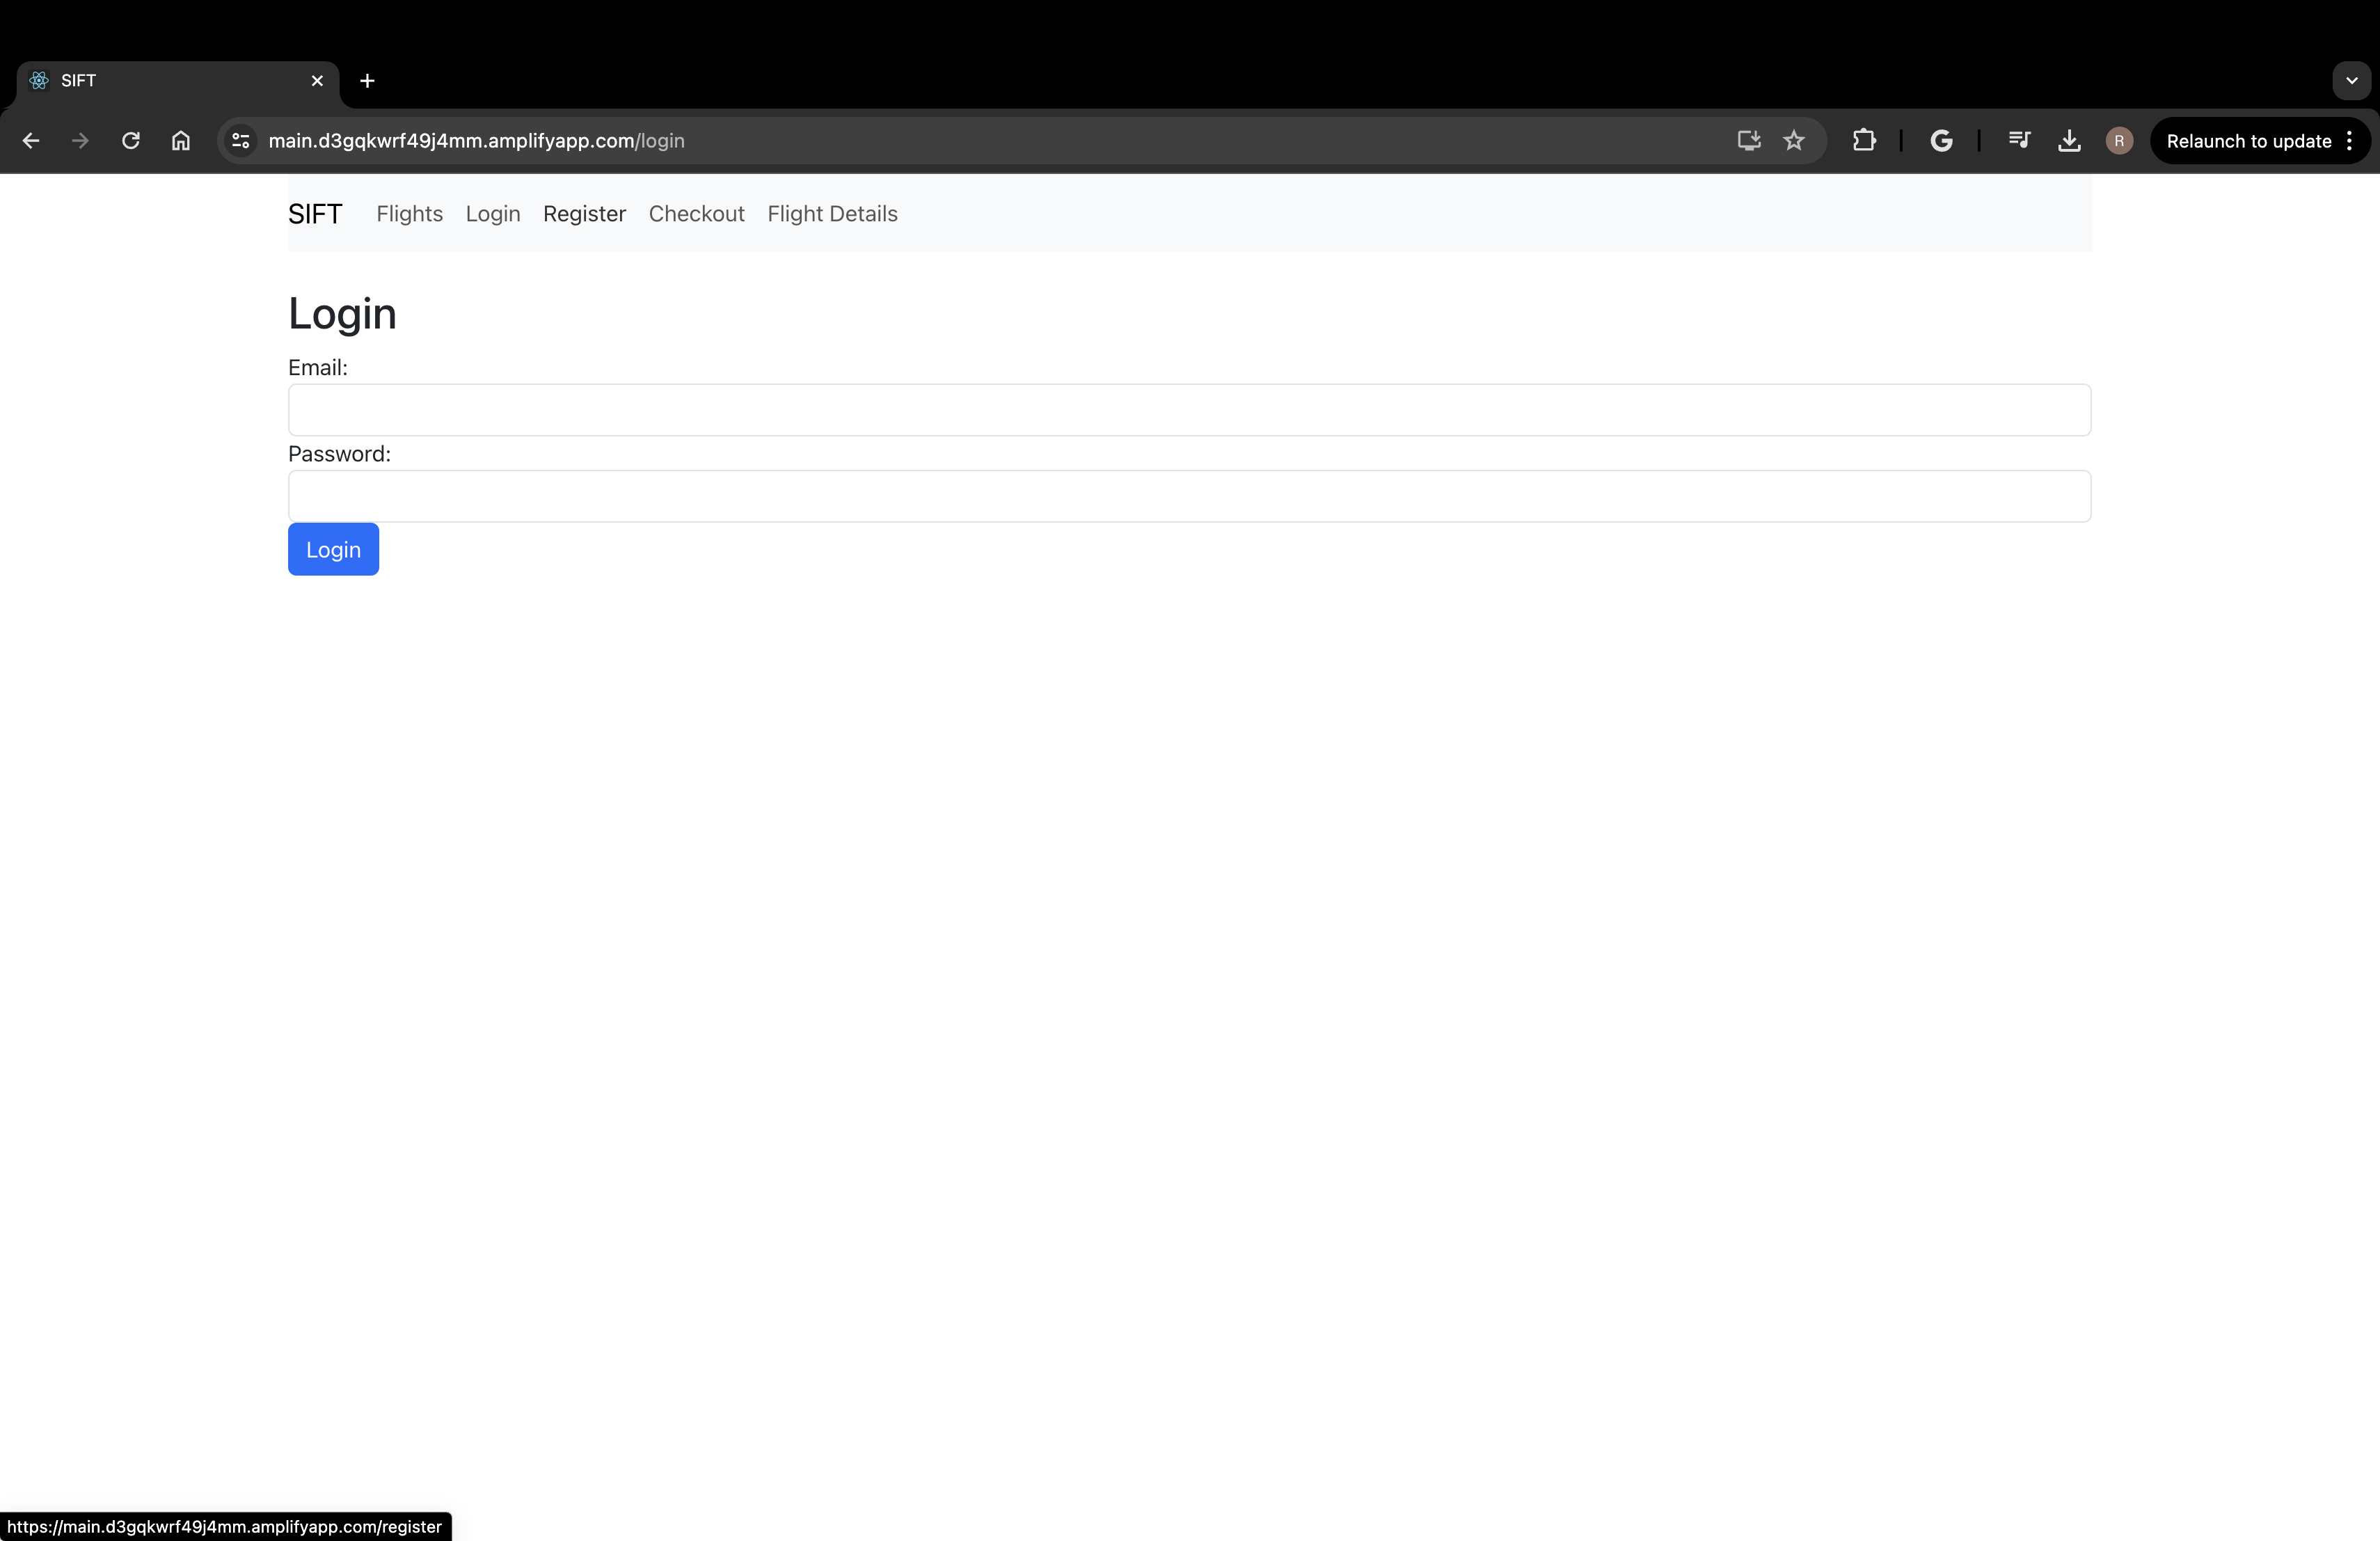 SIFT
main.d3gqkwrf49j4mm.amplifyapp.com/login
R
Relaunch to update
SIFT Flights Login Register Checkout Flight Details
Login
Email:
Password:
Login
https://main.d3gqkwrf49j4mm.amplifyapp.com/register